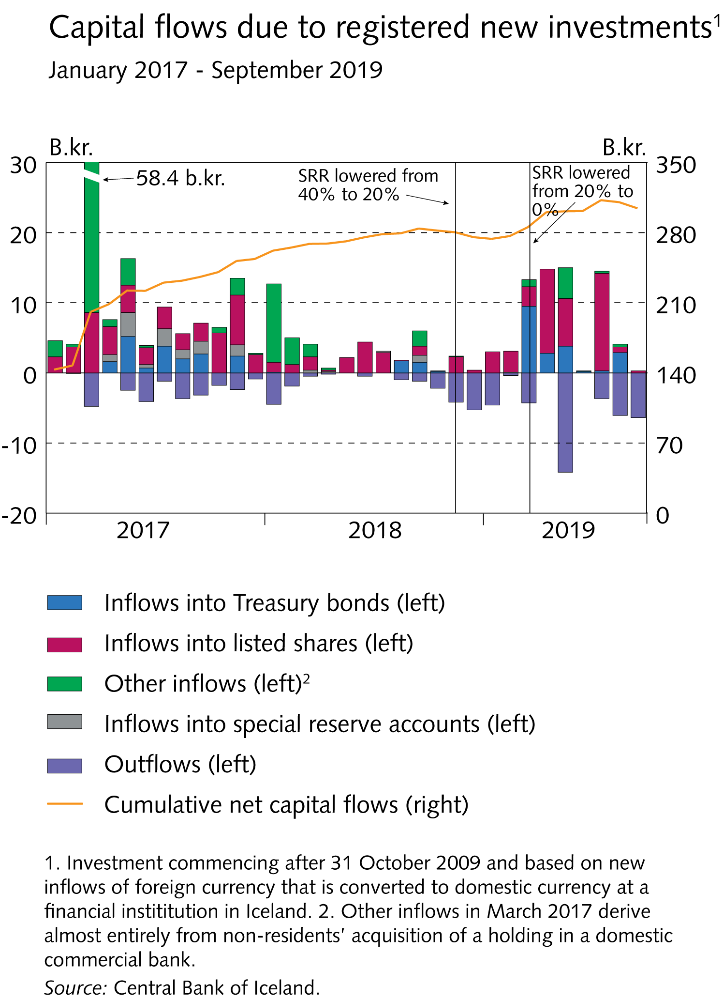 Capital flows due to registered new investments¹
January 2017 - September 2019
B.kr.
B.kr.
30
20
10
0
-10
-20
350
280
210
140
70
0
58.4 b.kr.
SRR lowered from
40% to 20%
SRR lowered
from 20% to
0%
2017
2018
2019
Inflows into Treasury bonds (left)
Inflows into listed shares (left)
Other inflows (left)²
Inflows into special reserve accounts (left)
Outflows (left)
Cumulative net capital flows (right)
1. Investment commencing after 31 October 2009 and based on new
inflows of foreign currency that is converted to domestic currency at a
financial instititution in Iceland. 2. Other inflows in March 2017 derive
almost entirely from non-residents' acquisition of a holding in a domestic
commercial bank.
Source: Central Bank of Iceland.